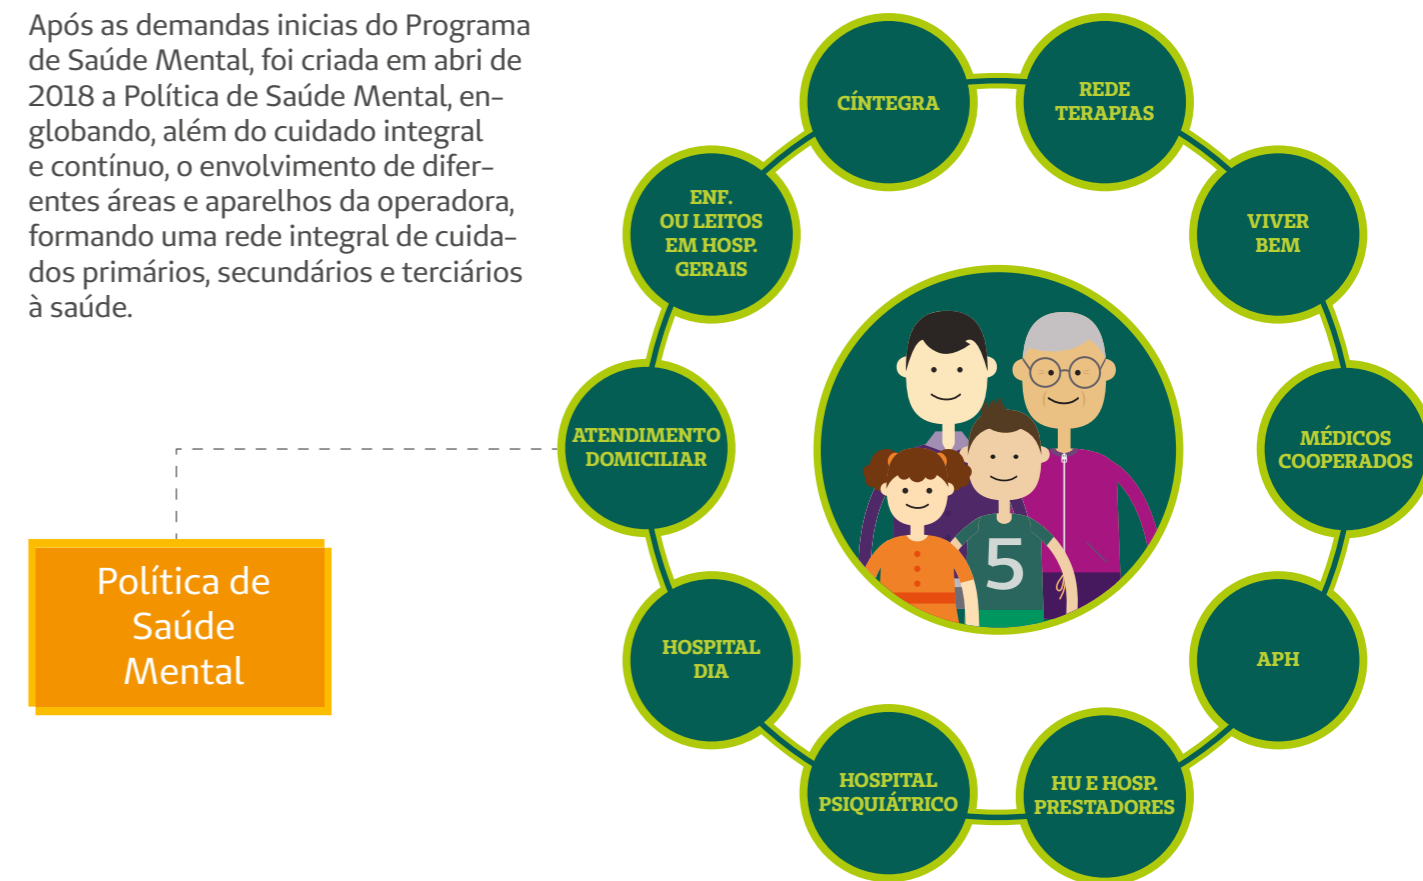 Após as demandas inicias do Programa
de Saúde Mental, foi criada em abri de
2018 a Política de Saúde Mental, en-
globando, além do cuidado integral
e contínuo, o envolvimento de difer-
entes áreas e aparelhos da operadora,
formando uma rede integral de cuida-
dos primários, secundários e terciários
à saúde.
Política de
Saúde
Mental
CÍNTEGRA
REDE
TERAPIAS
VIVER
BEM
MÉDICOS
COOPERADOS
APH
HU E HOSP.
PRESTADORES
HOSPITAL
PSIQUIÁTRICO
HOSPITAL
DIA
ATENDIMENTO
DOMICILIAR
ENF.
OU LEITOS
EM HOSP.
GERAIS
5